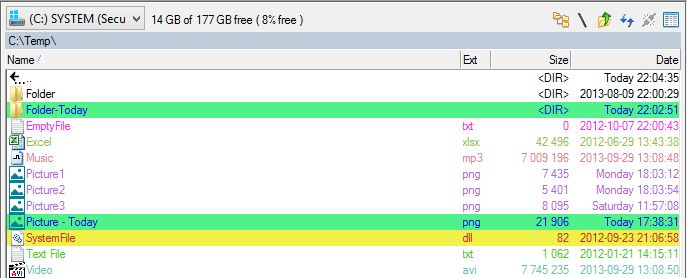 (C:) SYSTEM (Secu 14 GB of 177 GB free ( 8% free )
C:\Temp\
Name Ext Size Date
.. <DIR> Today 22:04:35
Folder <DIR> 2013-08-09 22:00:29
Folder-Today <DIR> Today 22:02:51
EmptyFile txt 0 2012-10-07 22:00:43
Excel xlsx 42 496 2012-06-29 13:43:38
Music mp3 7 009 196 2013-09-29 13:08:48
Picture1 png 7 435 Monday 18:03:12
Picture2 png 5 401 Monday 18:03:54
Picture3 png 8 095 Saturday 11:57:08
Picture - Today png 21 906 Today 17:38:31
SystemFile dll 82 2012-09-23 21:06:58
Text File txt 1 062 2012-01-21 14:15:11
AVI Video avi 7 745 235 2013-09-29 13:08:50